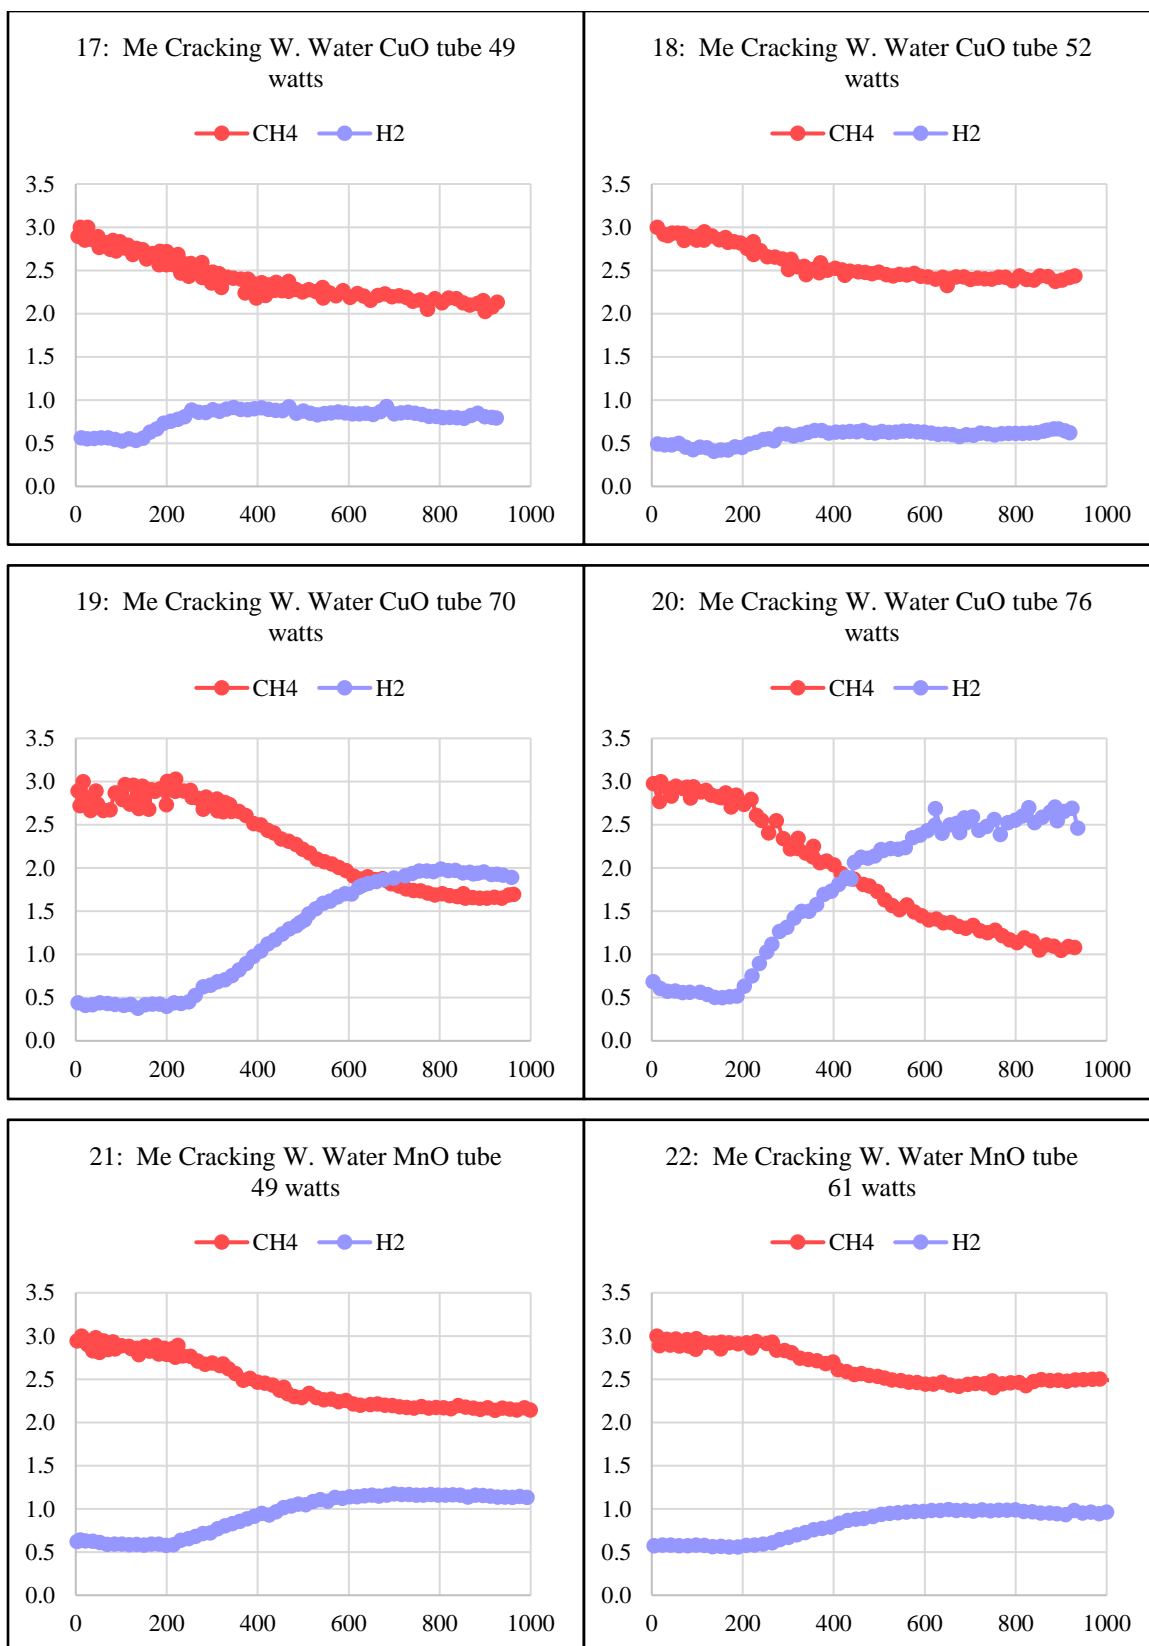 17:  Me Cracking W. Water CuO tube 49
watts
CH4 H2
3.5
3.0
2.5
2.0
1.5
1.0
0.5
0.0
0 200 400 600 800 1000
18:  Me Cracking W. Water CuO tube 52
watts
CH4 H2
3.5
3.0
2.5
2.0
1.5
1.0
0.5
0.0
0 200 400 600 800 1000
19:  Me Cracking W. Water CuO tube 70
watts
CH4 H2
3.5
3.0
2.5
2.0
1.5
1.0
0.5
0.0
0 200 400 600 800 1000
20:  Me Cracking W. Water CuO tube 76
watts
CH4 H2
3.5
3.0
2.5
2.0
1.5
1.0
0.5
0.0
0 200 400 600 800 1000
21:  Me Cracking W. Water MnO tube
49 watts
CH4 H2
3.5
3.0
2.5
2.0
1.5
1.0
0.5
0.0
0 200 400 600 800 1000
22:  Me Cracking W. Water MnO tube
61 watts
CH4 H2
3.5
3.0
2.5
2.0
1.5
1.0
0.5
0.0
0 200 400 600 800 1000